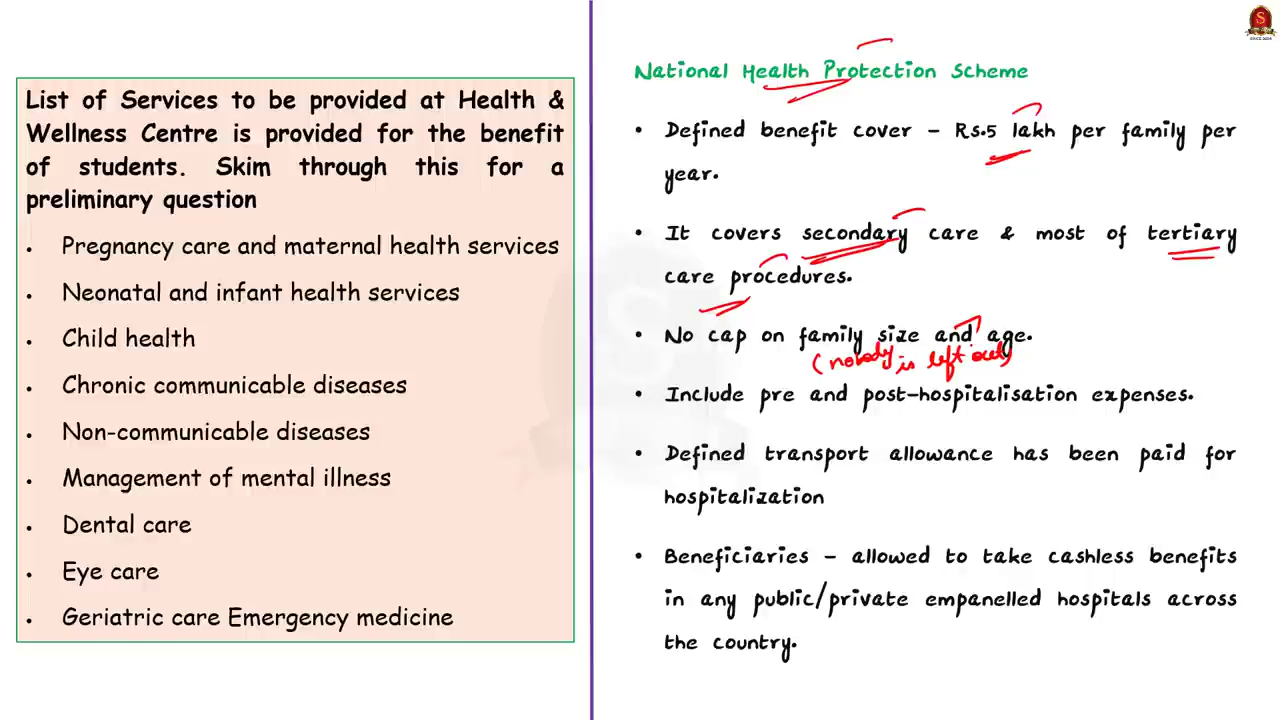 List of Services to be provided at Health &
Wellness Centre is provided for the benefit
of students. Skim through this for a
preliminary question
• Pregnancy care and maternal health services
• Neonatal and infant health services
• Child health
• Chronic communicable diseases
• Non-communicable diseases
• Management of mental illness
• Dental care
• Eye care
• Geriatric care Emergency medicine
National Health Protection Scheme
• Defined benefit cover – Rs.5 lakh per family per
year.
• It covers secondary care & most of tertiary
care procedures.
• No cap on family size and age.
(nobody is left out)
• Include pre and post-hospitalisation expenses.
• Defined transport allowance has been paid for
hospitalization
• Beneficiaries – allowed to take cashless benefits
in any public/private empanelled hospitals across
the country.